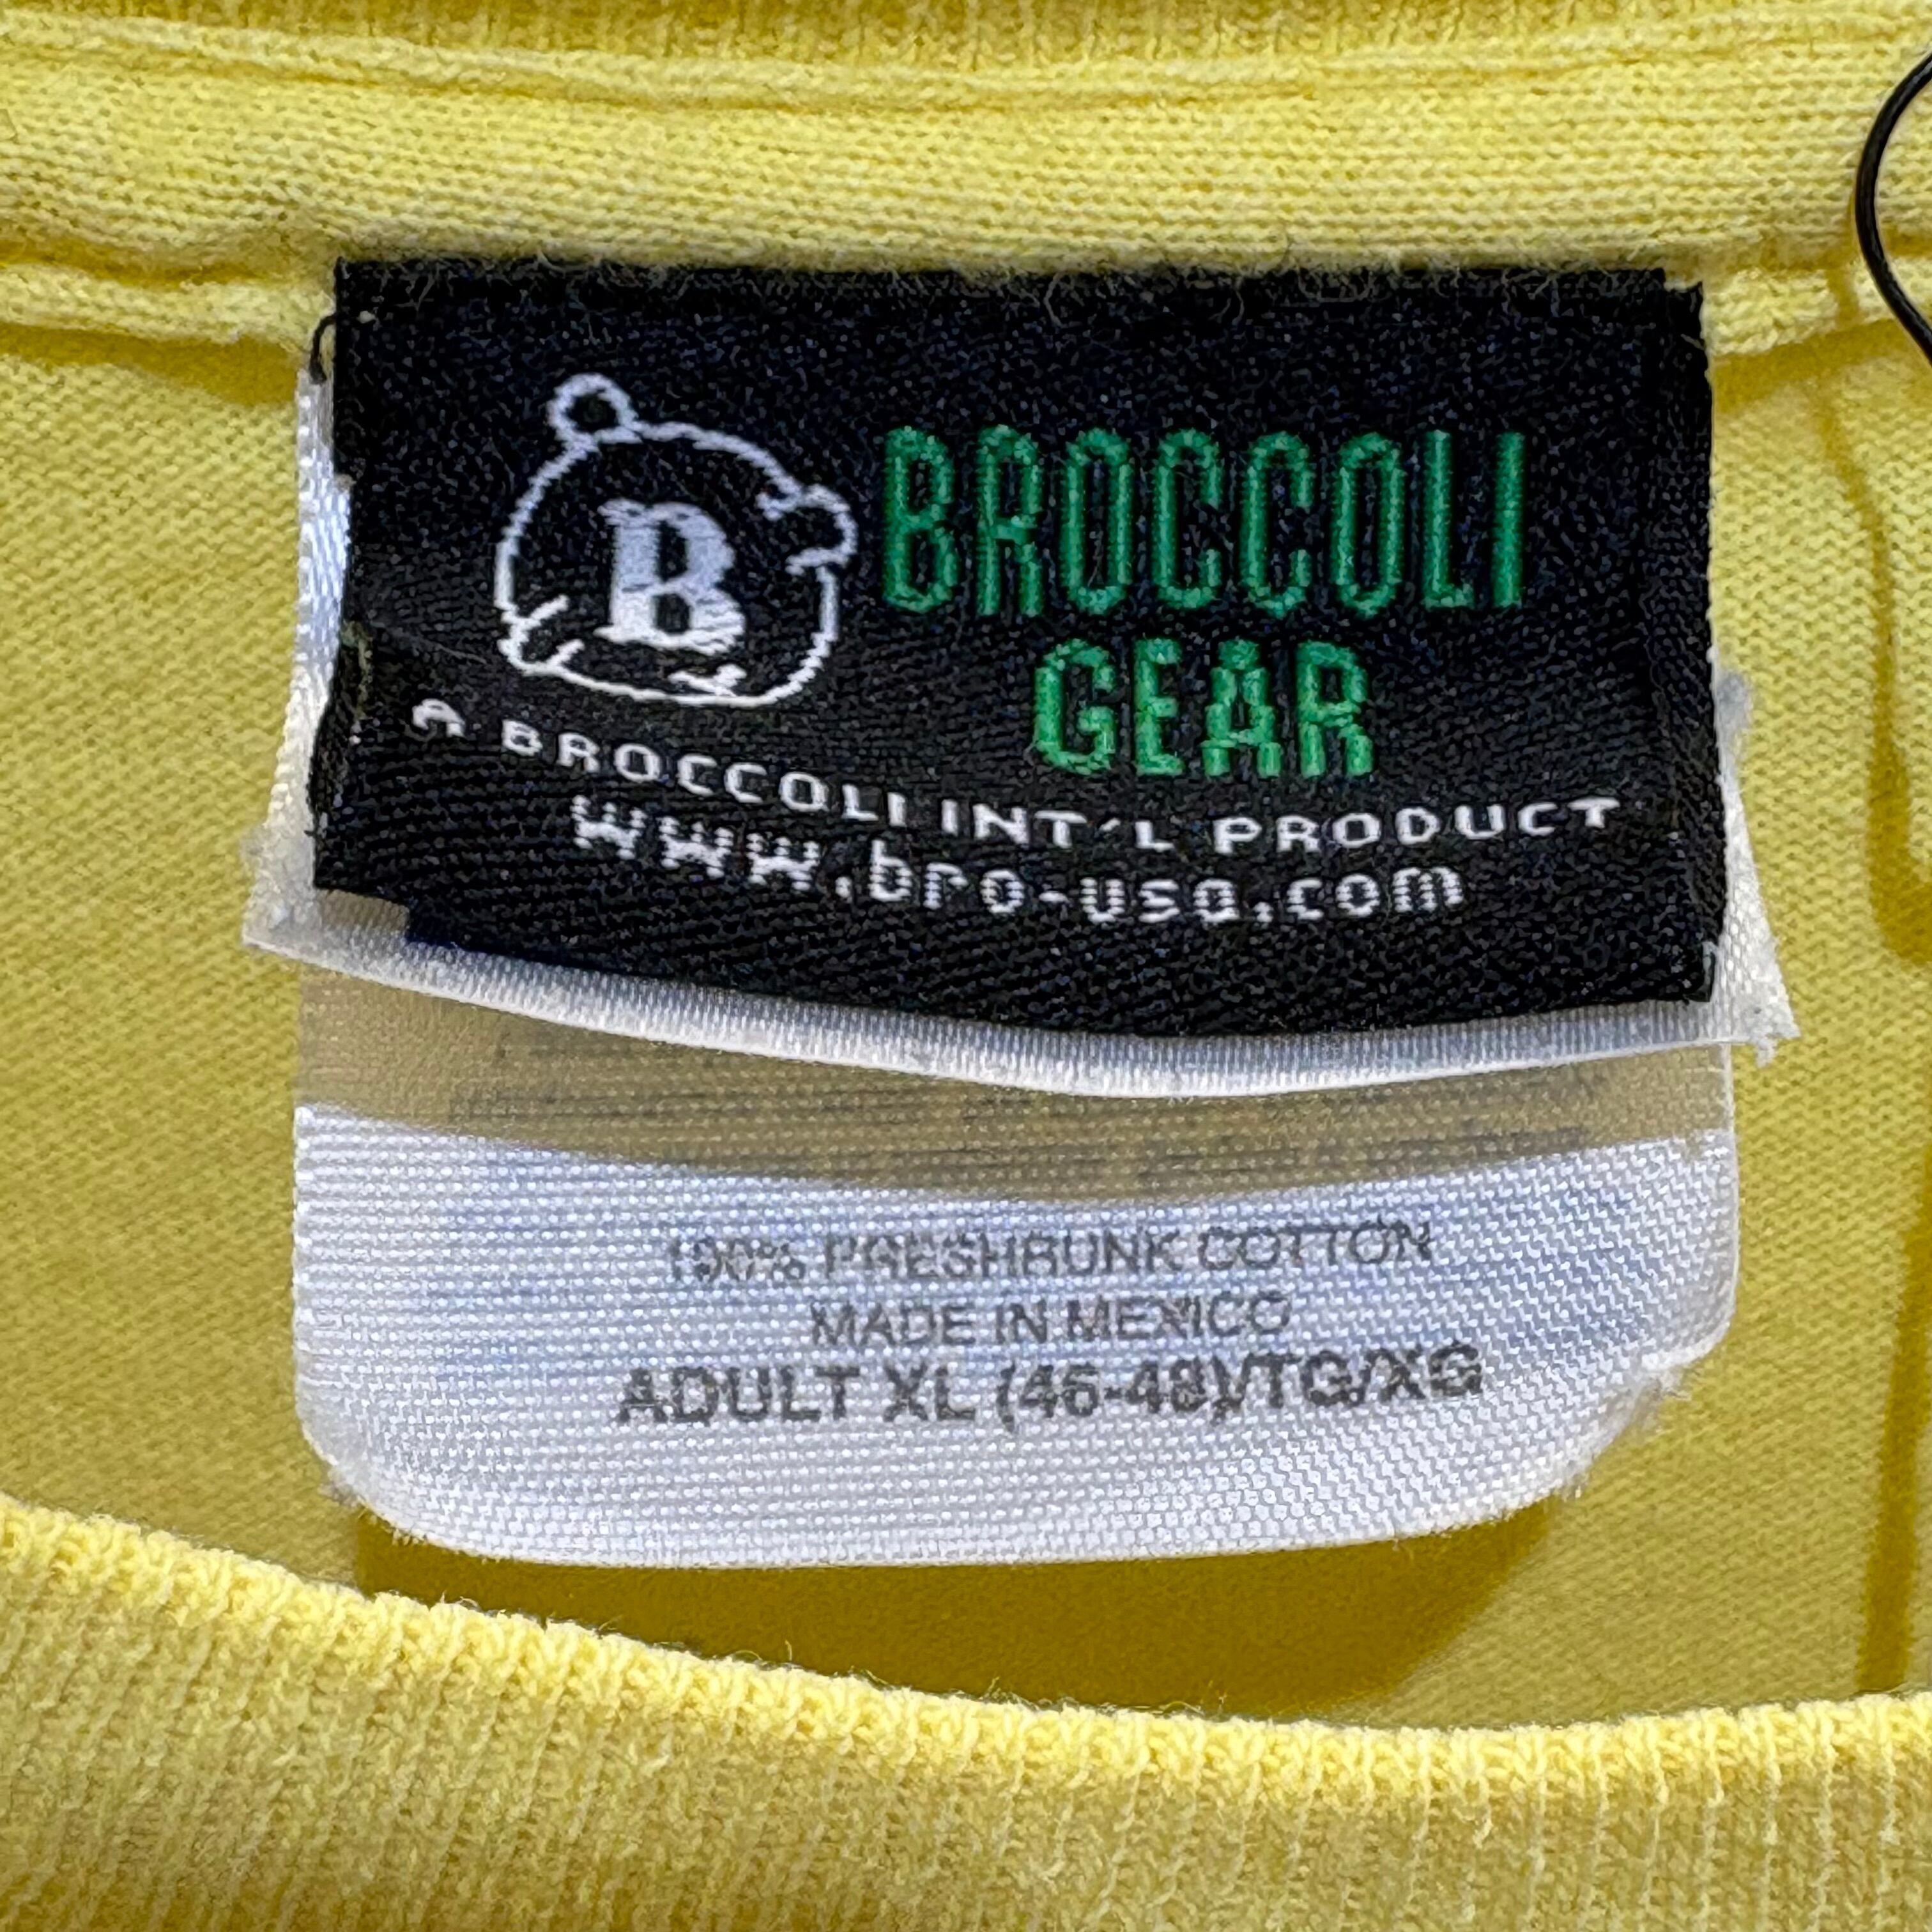 B
BROCCOLI
GEAR
A BROCCOLI INT'L PRODUCT
www.bro-usa.com
100% PRESHRUNK COTTON
MADE IN MEXICO
ADULT XL (46-48)/TG/XG